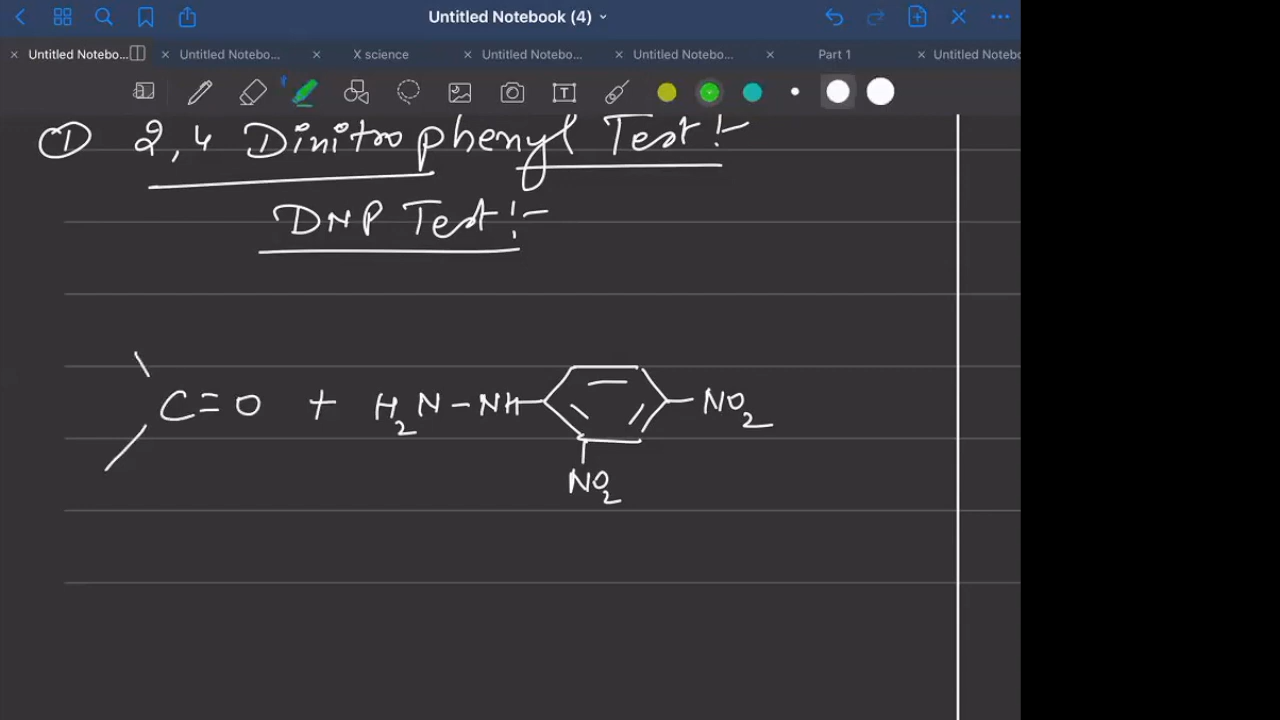 Untitled Notebook (4)
Untitled Notebo... Untitled Notebo... X science Untitled Notebo... Untitled Notebo... Part 1 Untitled Notebo
① 2,4 Dinitrophenyl Test:-
DNP Test:-
C=O + H2N-NH NO2
NO2